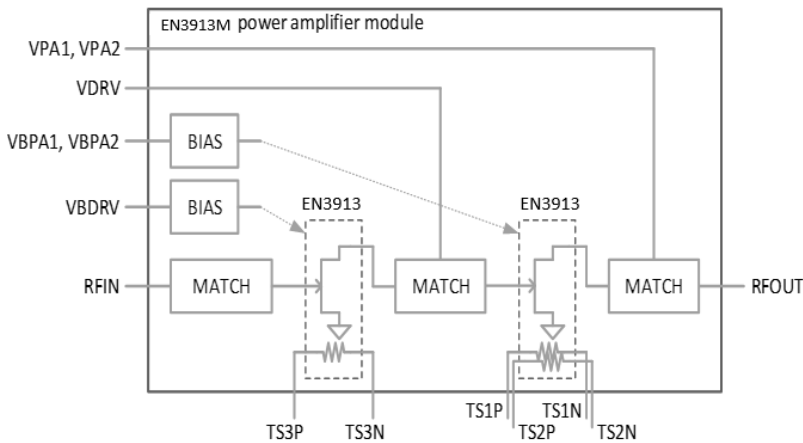 EN3913M power amplifier module
VPA1, VPA2
VDRV
VBPA1, VBPA2
BIAS
VBDRV
BIAS
EN3913
EN3913
RFIN
MATCH
MATCH
MATCH
RFOUT
TS3P
TS3N
TS1P
TS1N
TS2P
TS2N